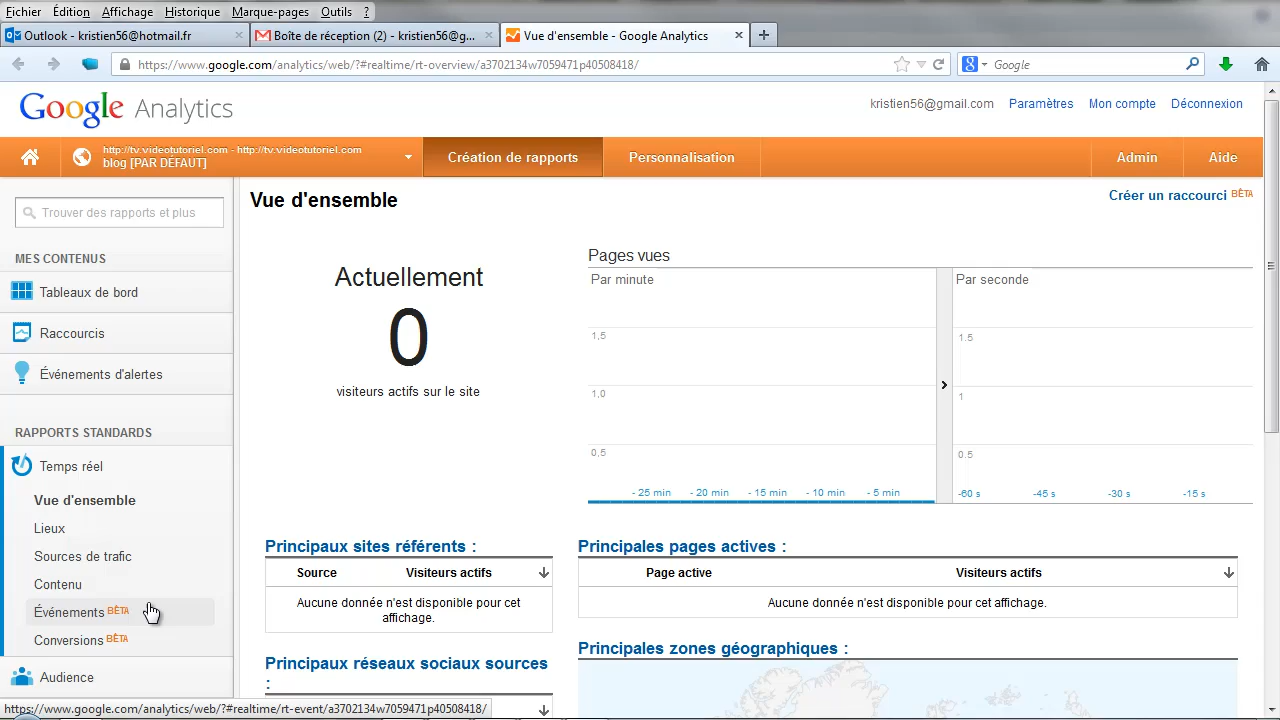 Fichier Édition Affichage Historique Marque-pages Outils ?
Outlook - kristien56@hotmail.fr
Boîte de réception (2) - kristien56@g...
Vue d'ensemble - Google Analytics
https://www.google.com/analytics/web/?#realtime/rt-overview/a3702134w7059471p40508418/
Google
Google Analytics
kristien56@gmail.com Paramètres Mon compte Déconnexion
http://tv.videotutoriel.com - http://tv.videotutoriel.com
blog [PAR DÉFAUT]
Création de rapports
Personnalisation
Admin
Aide
Trouver des rapports et plus
MES CONTENUS
Tableaux de bord
Raccourcis
Événements d'alertes
RAPPORTS STANDARDS
Temps réel
Vue d'ensemble
Lieux
Sources de trafic
Contenu
Événements BÊTA
Conversions BÊTA
Audience
Vue d'ensemble
Créer un raccourci BÊTA
Actuellement
0
visiteurs actifs sur le site
Pages vues
Par minute
1,5
1,0
0,5
- 25 min - 20 min - 15 min - 10 min - 5 min
Par seconde
1.5
1
0.5
-60 s -45 s -30 s -15 s
Principaux sites référents :
Source Visiteurs actifs
Aucune donnée n'est disponible pour cet
affichage.
Principaux réseaux sociaux sources
:
Principales pages actives :
Page active Visiteurs actifs
Aucune donnée n'est disponible pour cet affichage.
Principales zones géographiques :
https://www.google.com/analytics/web/?#realtime/rt-event/a3702134w7059471p40508418/